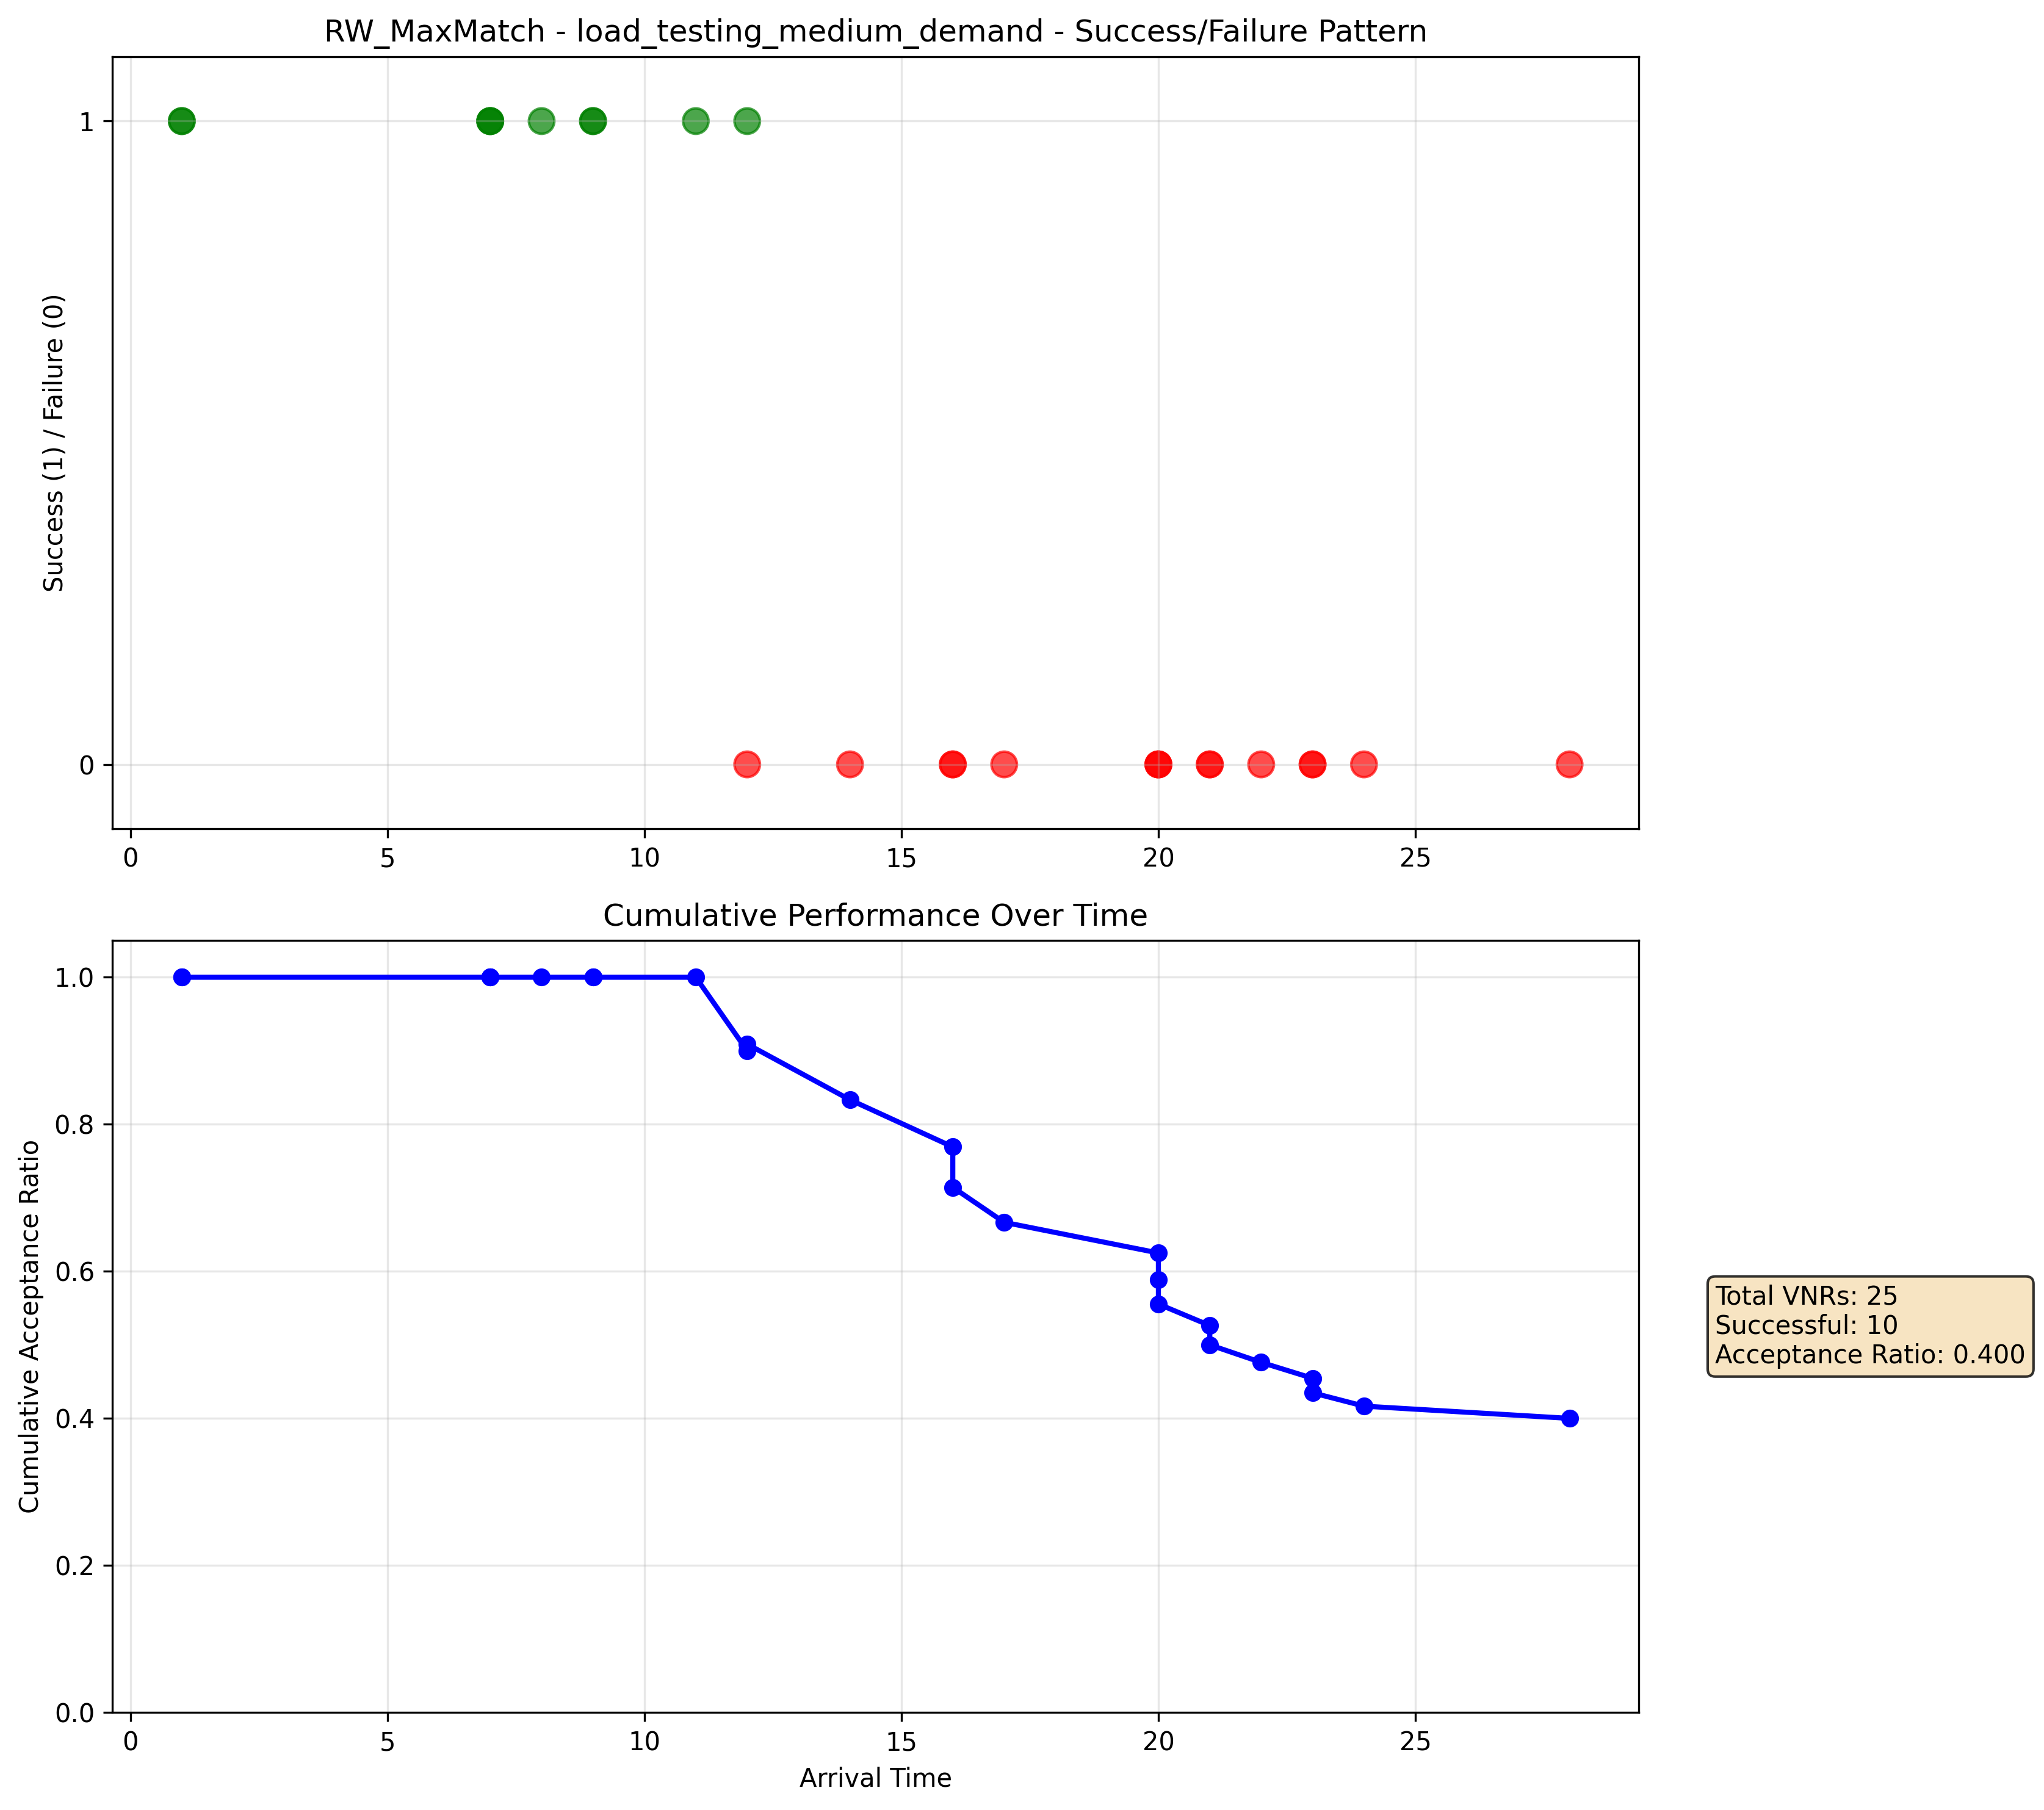 RW_MaxMatch - load_testing_medium_demand - Success/Failure Pattern
Success (1) / Failure (0)
1
0
0 5 10 15 20 25
Cumulative Performance Over Time
Cumulative Acceptance Ratio
1.0
0.8
0.6
0.4
0.2
0.0
0 5 10 15 20 25
Arrival Time
Total VNRs: 25
Successful: 10
Acceptance Ratio: 0.400